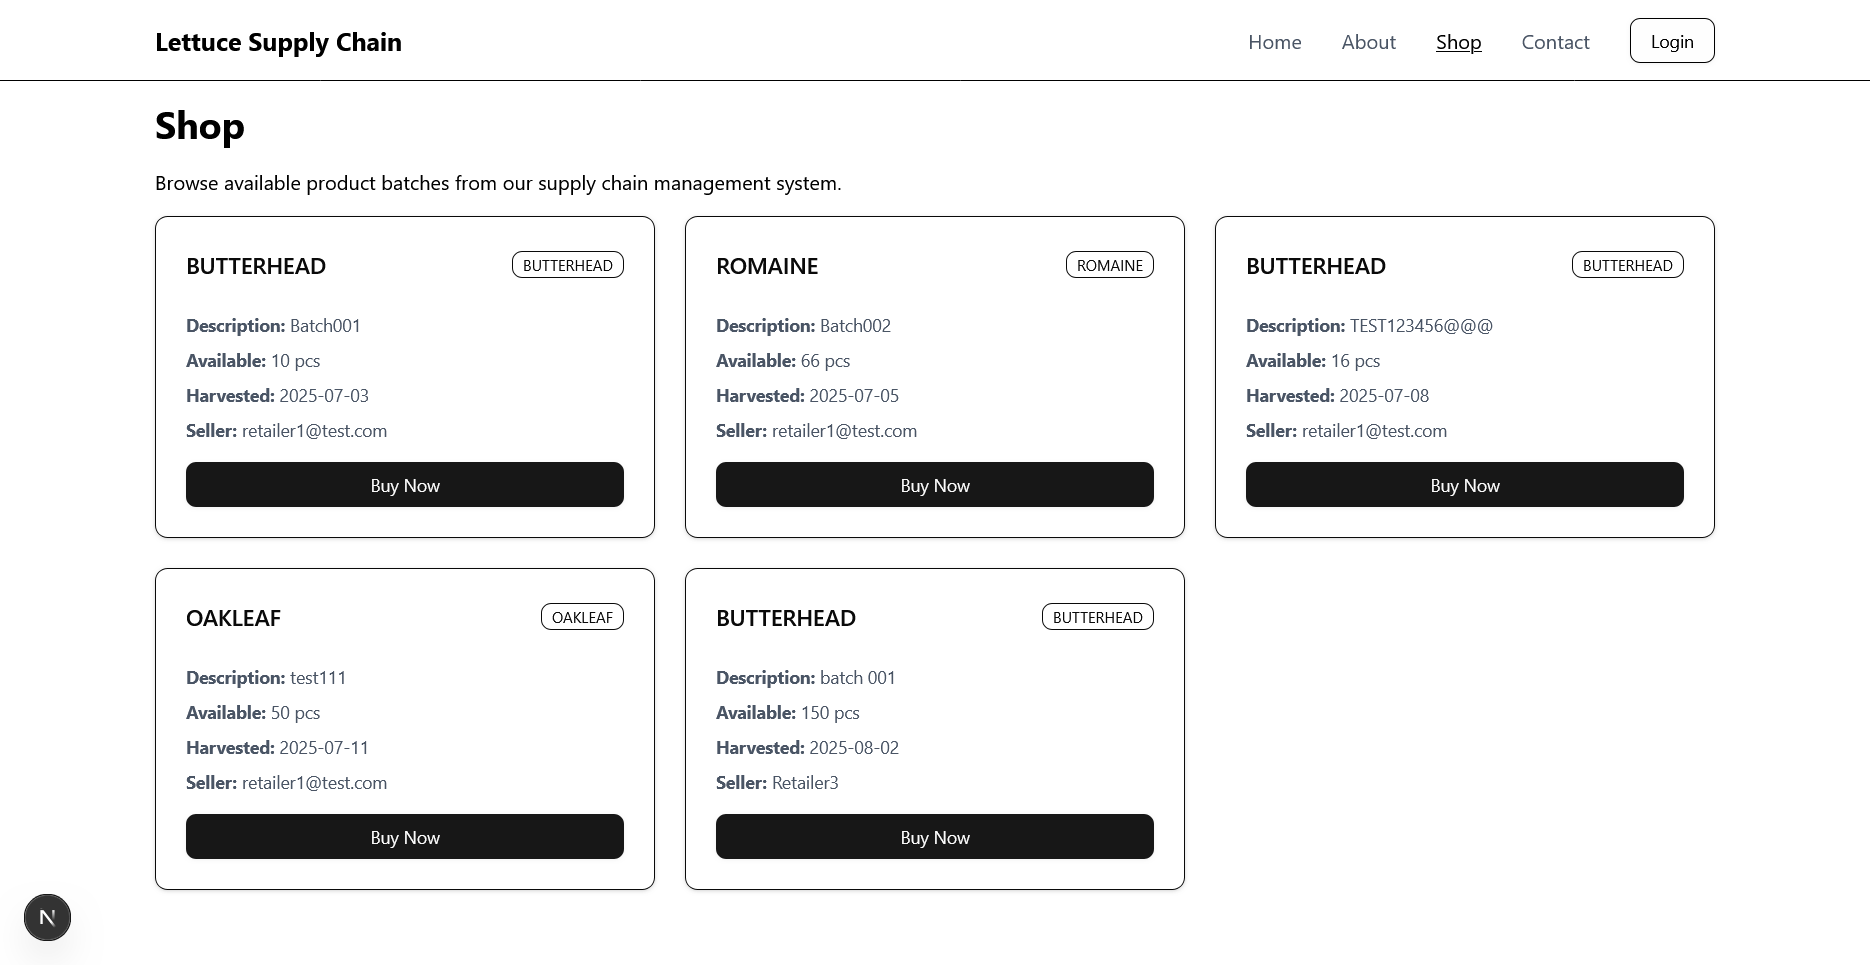 Lettuce Supply Chain
Home
About
Shop
Contact
Login
Shop
Browse available product batches from our supply chain management system.
BUTTERHEAD
BUTTERHEAD
Description: Batch001
Available: 10 pcs
Harvested: 2025-07-03
Seller: retailer1@test.com
Buy Now
ROMAINE
ROMAINE
Description: Batch002
Available: 66 pcs
Harvested: 2025-07-05
Seller: retailer1@test.com
Buy Now
BUTTERHEAD
BUTTERHEAD
Description: TEST123456@@@
Available: 16 pcs
Harvested: 2025-07-08
Seller: retailer1@test.com
Buy Now
OAKLEAF
OAKLEAF
Description: test111
Available: 50 pcs
Harvested: 2025-07-11
Seller: retailer1@test.com
Buy Now
BUTTERHEAD
BUTTERHEAD
Description: batch 001
Available: 150 pcs
Harvested: 2025-08-02
Seller: Retailer3
Buy Now
N